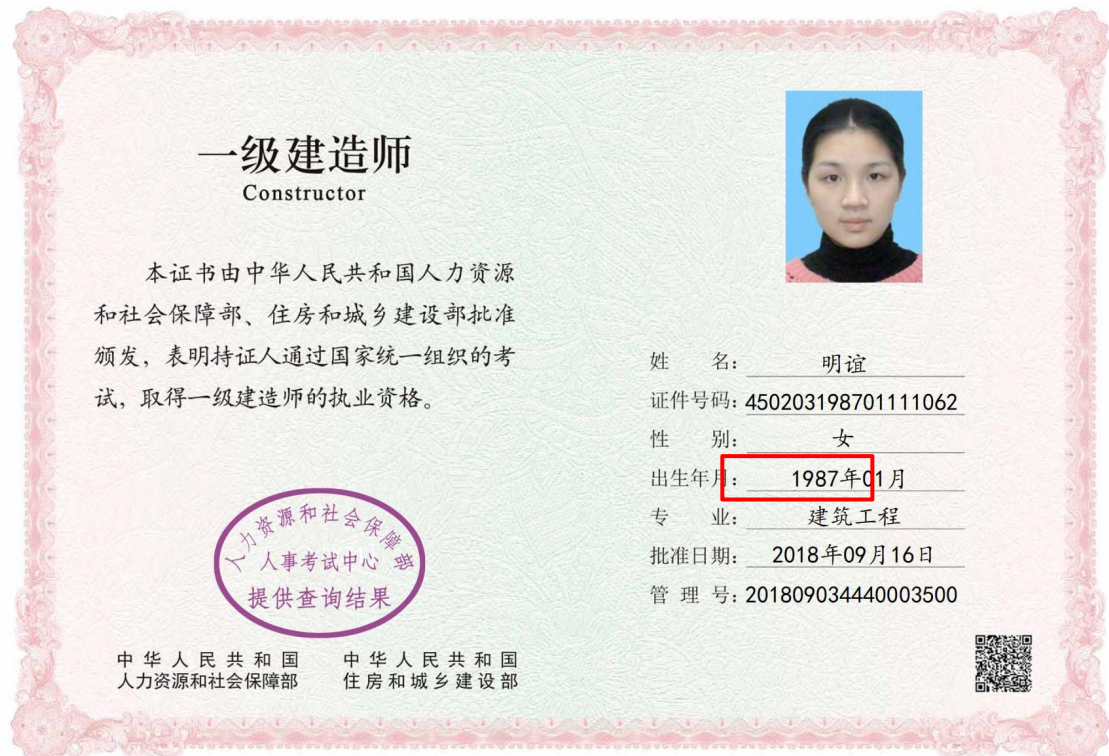 一级建造师
Constructor
本证书由中华人民共和国人力资源
和社会保障部、住房和城乡建设部批准
颁发，表明持证人通过国家统一组织的考
试，取得一级建造师的执业资格。
人力资源和社会保障部
人事考试中心
提供查询结果
中华人民共和国
人力资源和社会保障部
中华人民共和国
住房和城乡建设部
姓 名：明谊
证件号码：450203198701111062
性 别：女
出生年月：1987年01月
专 业：建筑工程
批准日期：2018年09月16日
管 理 号：201809034440003500